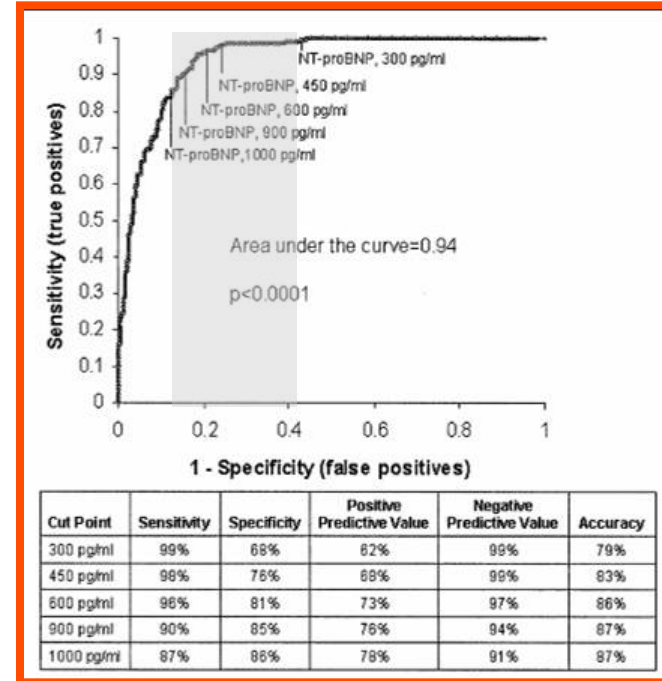 1
0.9
0.8
0.7
0.6
0.5
0.4
0.3
0.2
0.1
0
Sensitivity (true positives)
NT-proBNP, 300 pg/ml
NT-proBNP, 450 pg/ml
NT-proBNP, 600 pg/ml
NT-proBNP, 900 pg/ml
NT-proBNP,1000 pg/ml
Area under the curve=0.94
p<0.0001
0 0.2 0.4 0.6 0.8 1
1 - Specificity (false positives)
Cut Point Sensitivity Specificity Positive Predictive Value Negative Predictive Value Accuracy
300 pg/ml 99% 68% 62% 99% 79%
450 pg/ml 98% 76% 68% 99% 83%
600 pg/ml 96% 81% 73% 97% 86%
900 pg/ml 90% 85% 76% 94% 87%
1000 pg/ml 87% 86% 78% 91% 87%